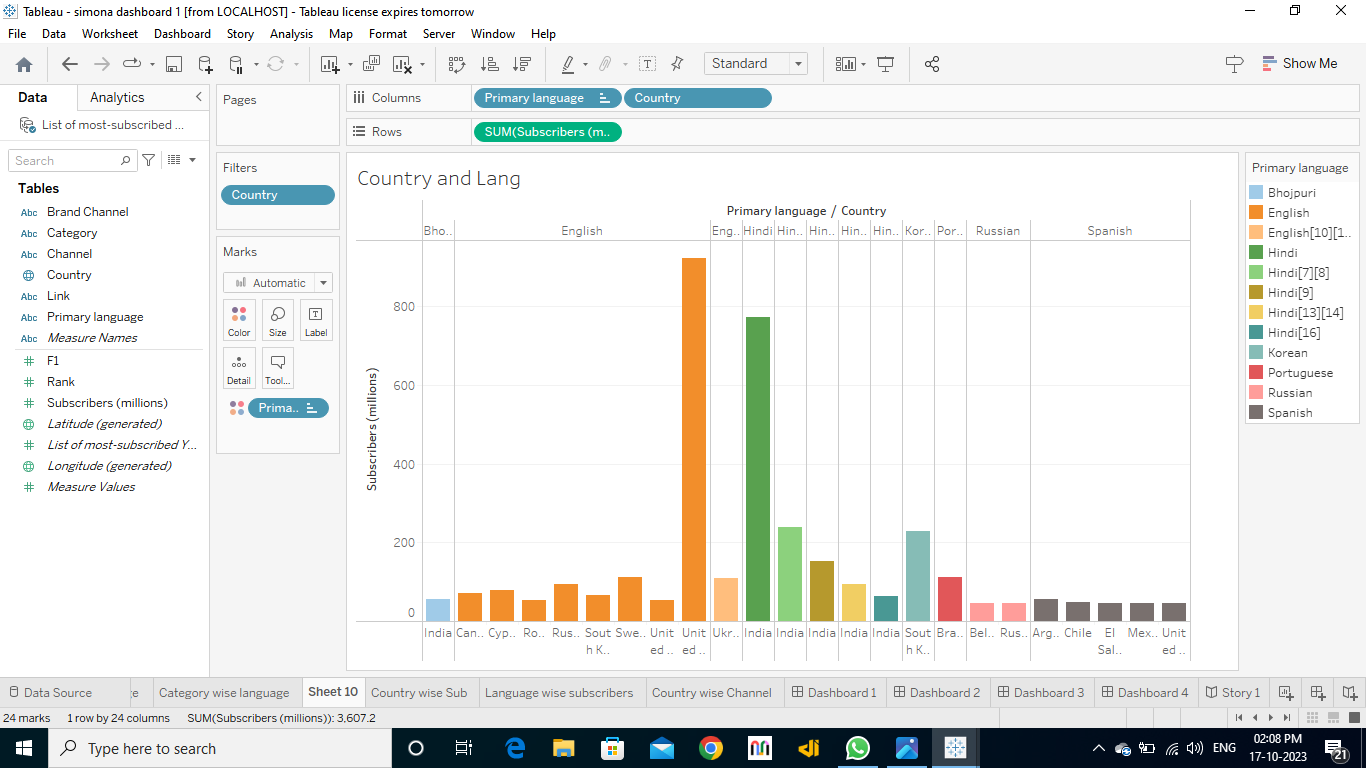 Tableau - simona dashboard 1 [from LOCALHOST] - Tableau license expires tomorrow
File Data Worksheet Dashboard Story Analysis Map Format Server Window Help
Standard
Show Me
Data Analytics
List of most-subscribed ...
Search
Tables
Abc Brand Channel
Abc Category
Abc Channel
Country
Abc Link
Abc Primary language
Abc Measure Names
F1
Rank
Subscribers (millions)
Latitude (generated)
List of most-subscribed Y...
Longitude (generated)
Measure Values
Pages
Filters
Country
Marks
Automatic
Color Size Label
Detail Tool...
Prima..
Columns Primary language Country
Rows SUM(Subscribers (m..
Country and Lang
Primary language / Country
Bho.. English Eng.. Hindi Hin.. Hin.. Hin.. Hin.. Kor.. Por.. Russian Spanish
Subscribers (millions)
800
600
400
200
0
India Can.. Cyp.. Ro.. Rus.. Sout Swe.. Unit Unit Ukr.. India India India India India Sout Bra.. Bel.. Rus.. Arg.. Chile El Mex.. Unit
h K.. ed .. ed .. h K.. Sal.. ed ..
Primary language
Bhojpuri
English
English[10][1..
Hindi
Hindi[7][8]
Hindi[9]
Hindi[13][14]
Hindi[16]
Korean
Portuguese
Russian
Spanish
Data Source ge Category wise language Sheet 10 Country wise Sub Language wise subscribers Country wise Channel Dashboard 1 Dashboard 2 Dashboard 3 Dashboard 4 Story 1
24 marks 1 row by 24 columns SUM(Subscribers (millions)): 3,607.2
Type here to search
ENG
02:08 PM
17-10-2023
21